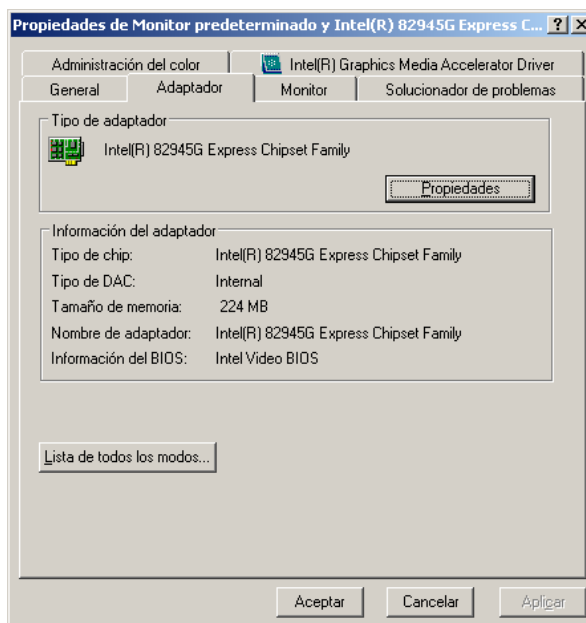 Propiedades de Monitor predeterminado y Intel(R) 82945G Express C...
Administración del color
Intel(R) Graphics Media Accelerator Driver
General
Adaptador
Monitor
Solucionador de problemas
Tipo de adaptador
Intel(R) 82945G Express Chipset Family
Propiedades
Información del adaptador
Tipo de chip: Intel(R) 82945G Express Chipset Family
Tipo de DAC: Internal
Tamaño de memoria: 224 MB
Nombre de adaptador: Intel(R) 82945G Express Chipset Family
Información del BIOS: Intel Video BIOS
Lista de todos los modos...
Aceptar
Cancelar
Aplicar